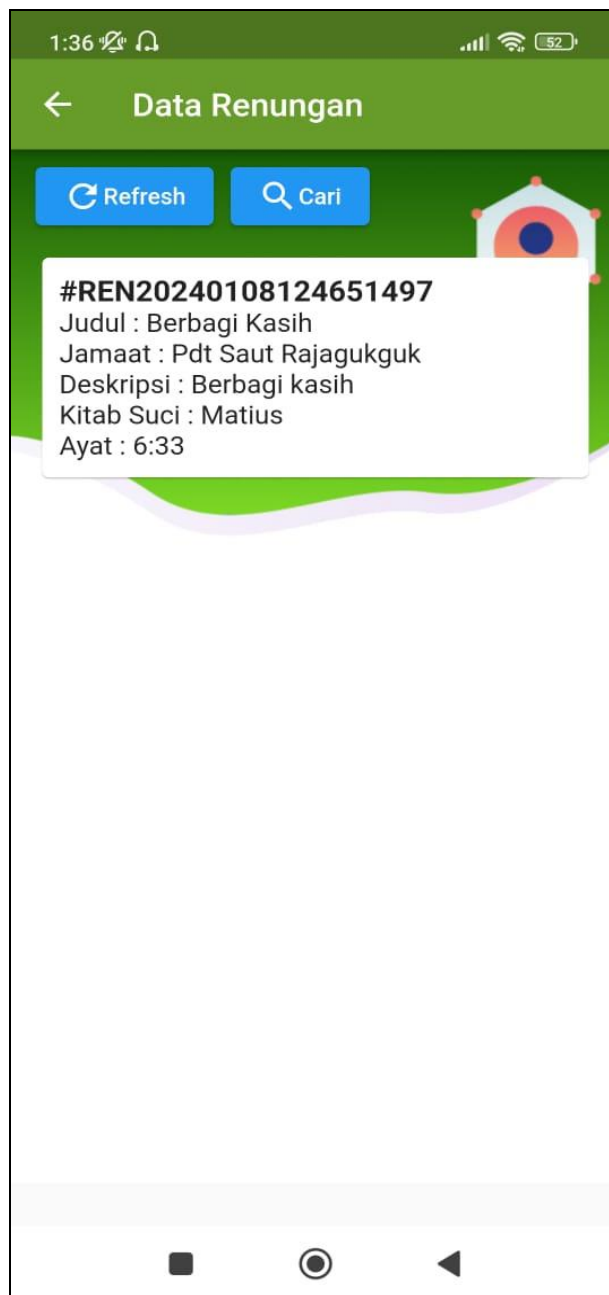 1:36
52
Data Renungan
Refresh
Cari
#REN20240108124651497
Judul : Berbagi Kasih
Jamaat : Pdt Saut Rajagukguk
Deskripsi : Berbagi kasih
Kitab Suci : Matius
Ayat : 6:33